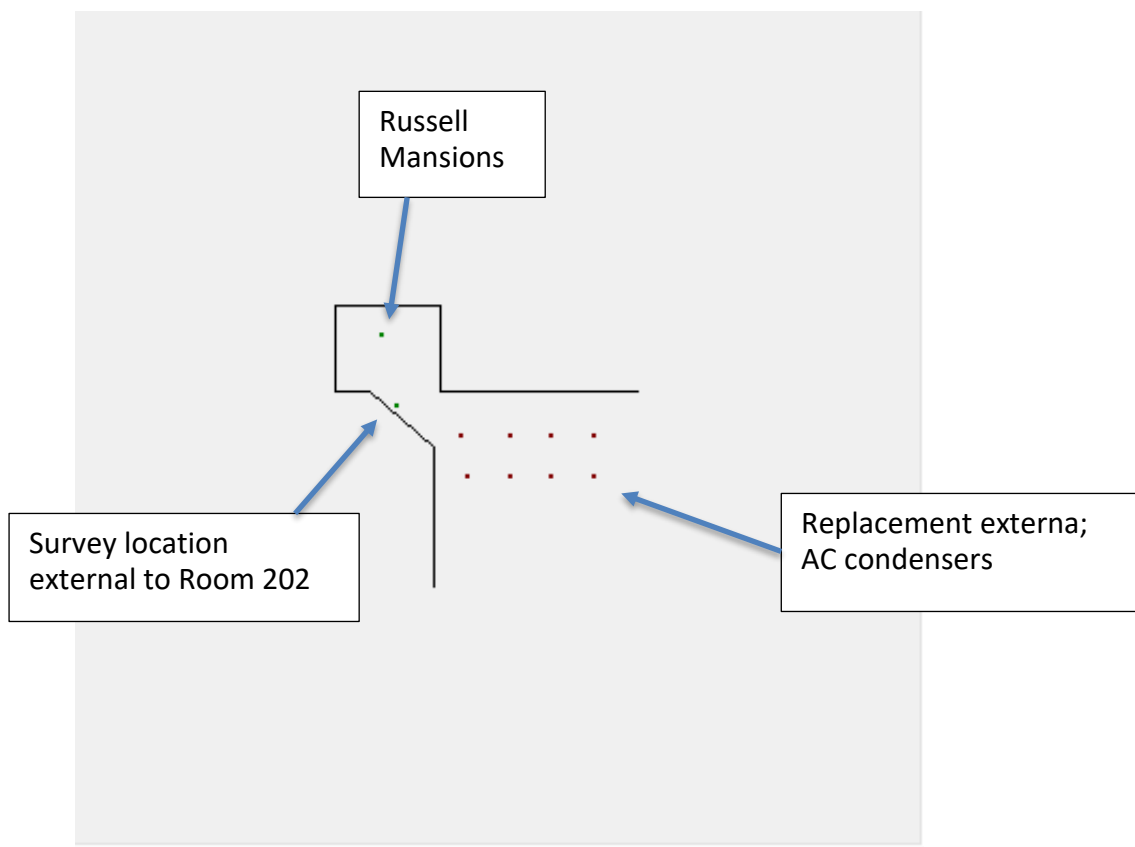 Russell
Mansions
Survey location
external to Room 202
Replacement externa;
AC condensers